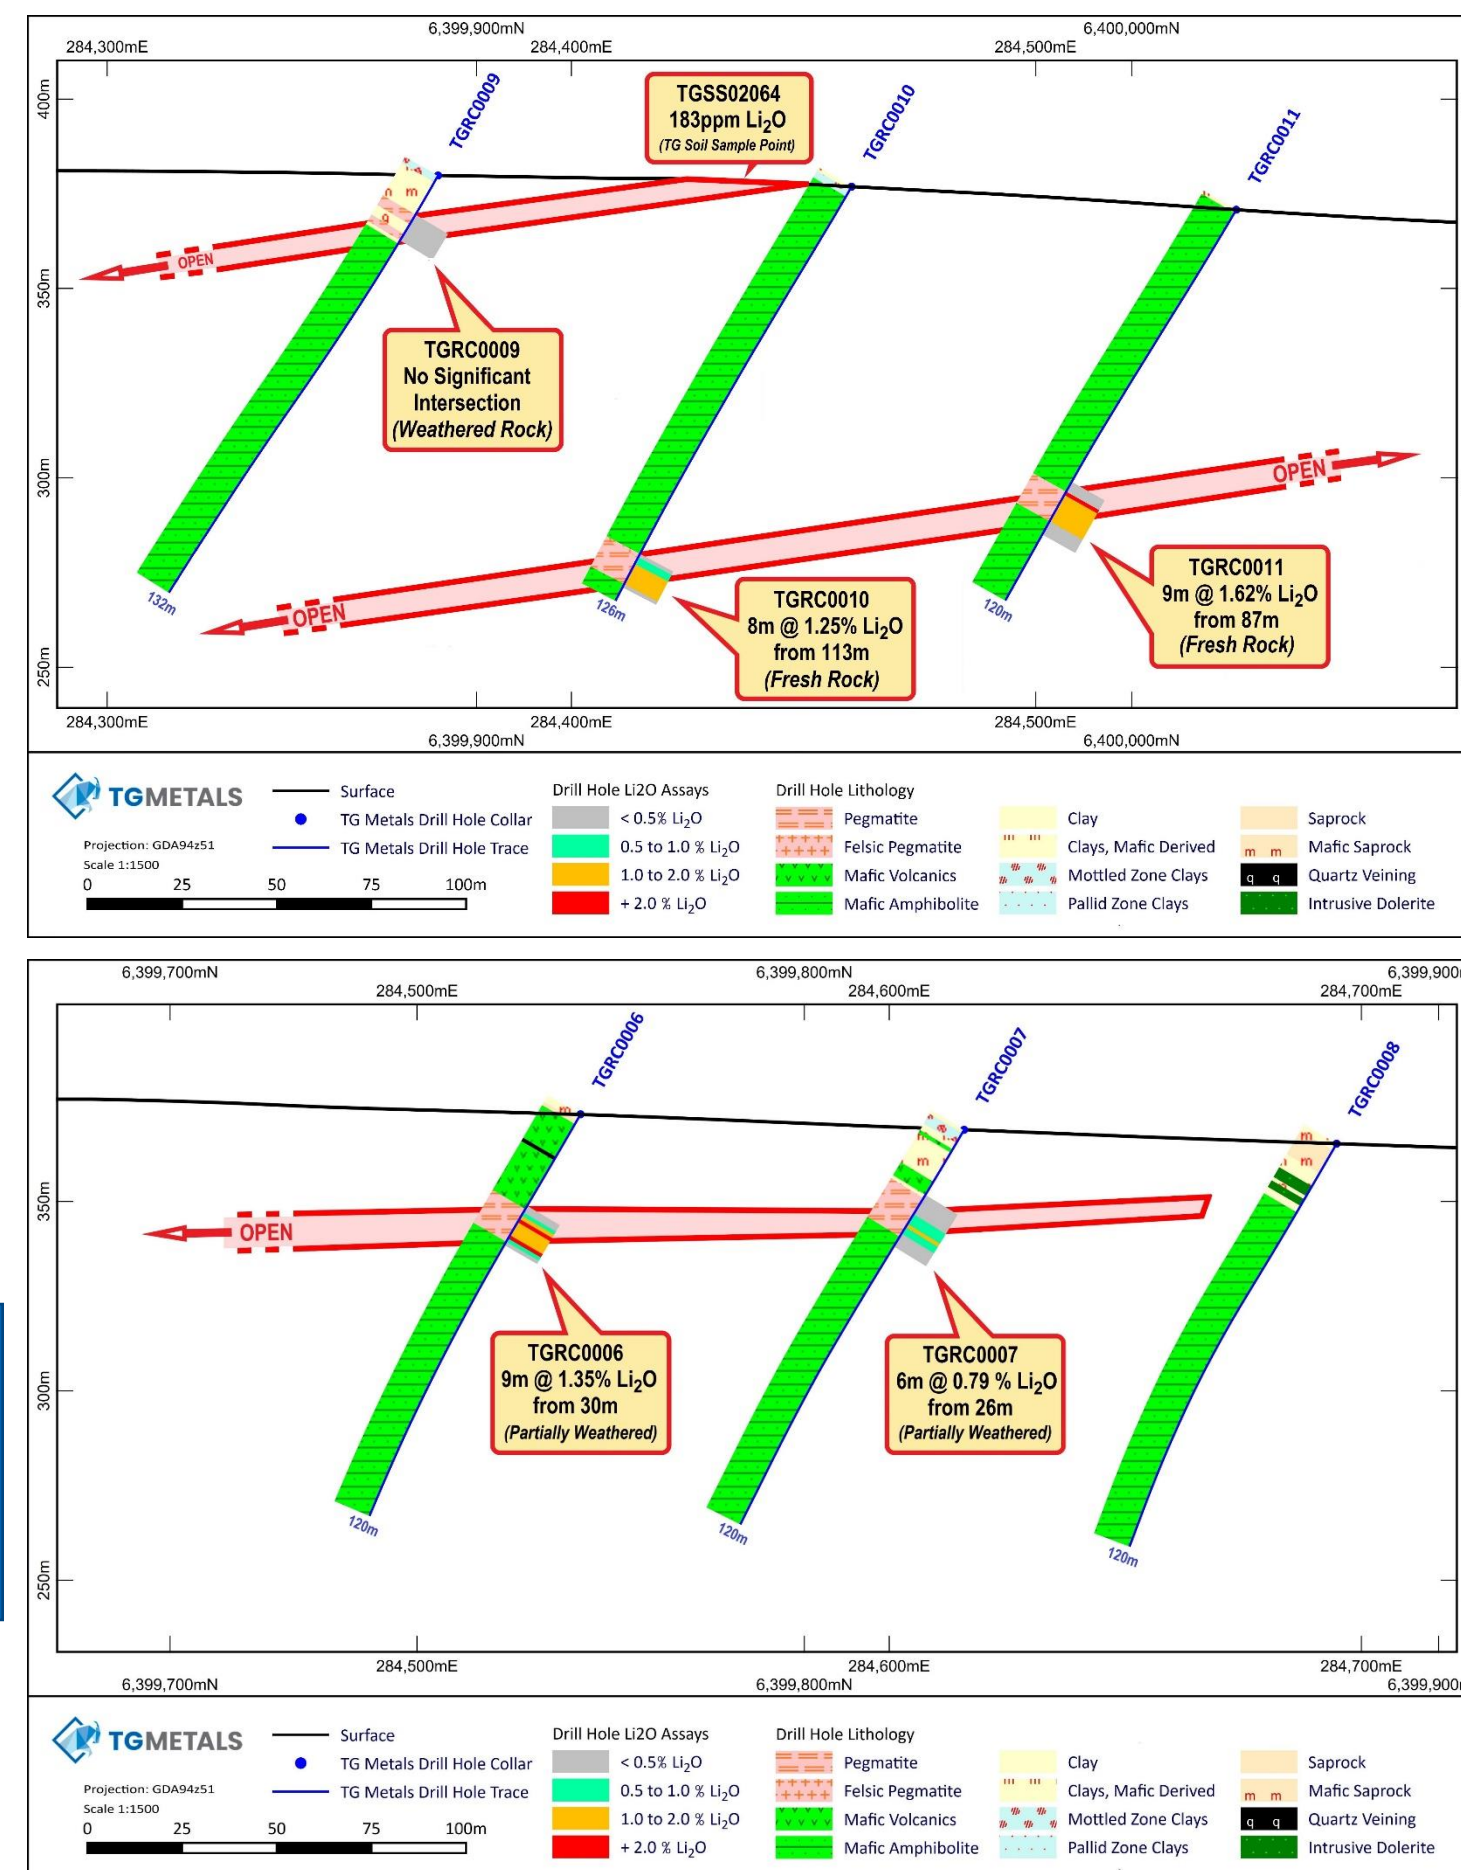 6,399,900mN 6,400,000mN
284,300mE 284,400mE 284,500mE
400m
350m
300m
250m
TGRC0009
TGRC0010
TGRC0011
TGSS02064
183ppm Li₂O
(TG Soil Sample Point)
OPEN
TGRC0009
No Significant
Intersection
(Weathered Rock)
OPEN
OPEN
132m
126m
120m
TGRC0010
8m @ 1.25% Li₂O
from 113m
(Fresh Rock)
TGRC0011
9m @ 1.62% Li₂O
from 87m
(Fresh Rock)
m
g
284,300mE 284,400mE 284,500mE
6,399,900mN 6,400,000mN
TGMETALS
Projection: GDA94z51
Scale 1:1500
0 25 50 75 100m
Surface
TG Metals Drill Hole Collar
TG Metals Drill Hole Trace
Drill Hole Li2O Assays
< 0.5% Li₂O
0.5 to 1.0 % Li₂O
1.0 to 2.0 % Li₂O
+ 2.0 % Li₂O
Drill Hole Lithology
Pegmatite
Felsic Pegmatite
Mafic Volcanics
Mafic Amphibolite
Clay
Clays, Mafic Derived
Mottled Zone Clays
Pallid Zone Clays
Saprock
m m Mafic Saprock
q q Quartz Veining
Intrusive Dolerite
6,399,700mN 6,399,800mN 6,399,900
284,500mE 284,600mE 284,700mE
350m
300m
250m
TGRC0006
TGRC0007
TGRC0008
m
m
m
m
OPEN
TGRC0006
9m @ 1.35% Li₂O
from 30m
(Partially Weathered)
TGRC0007
6m @ 0.79 % Li₂O
from 26m
(Partially Weathered)
120m
120m
120m
284,500mE 284,600mE 284,700mE
6,399,700mN 6,399,800mN 6,399,900
TGMETALS
Projection: GDA94z51
Scale 1:1500
0 25 50 75 100m
Surface
TG Metals Drill Hole Collar
TG Metals Drill Hole Trace
Drill Hole Li2O Assays
< 0.5% Li₂O
0.5 to 1.0 % Li₂O
1.0 to 2.0 % Li₂O
+ 2.0 % Li₂O
Drill Hole Lithology
Pegmatite
Felsic Pegmatite
Mafic Volcanics
Mafic Amphibolite
Clay
Clays, Mafic Derived
Mottled Zone Clays
Pallid Zone Clays
Saprock
m m Mafic Saprock
q q Quartz Veining
Intrusive Dolerite